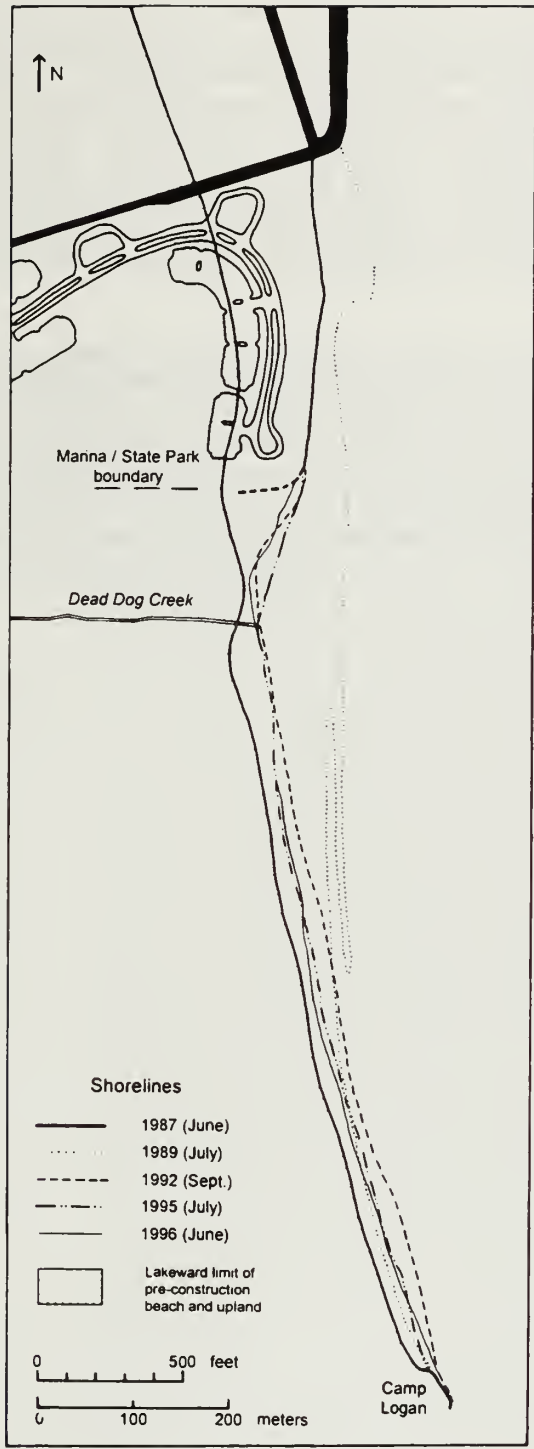 N
Marina / State Park
boundary
Dead Dog Creek
Shorelines
1987 (June)
1989 (July)
1992 (Sept.)
1995 (July)
1996 (June)
Lakeward limit of
pre-construction
beach and upland
0 500 feet
0 100 200 meters
Camp
Logan